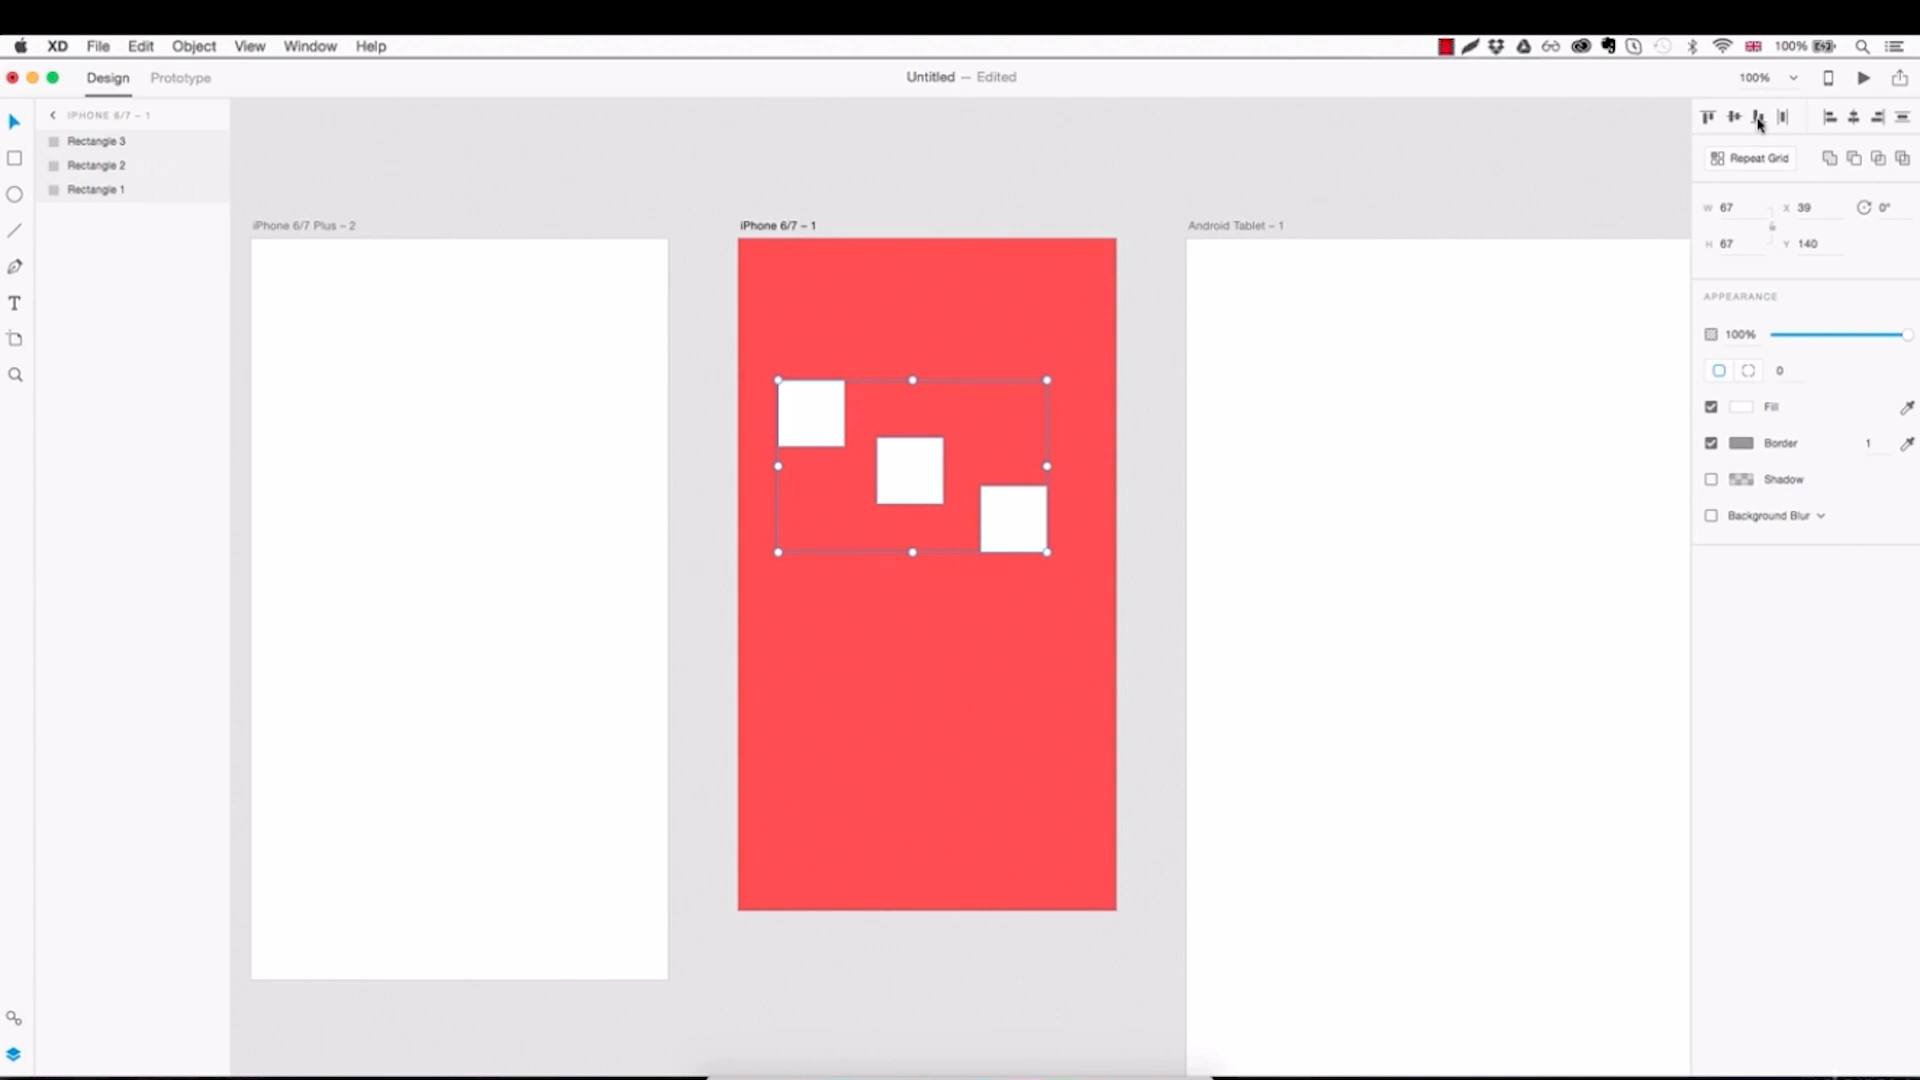 XD File Edit Object View Window Help 100%
Design Prototype Untitled — Edited 100%
IPHONE 6/7 – 1
Rectangle 3
Rectangle 2
Rectangle 1
iPhone 6/7 Plus – 2
iPhone 6/7 – 1
Android Tablet – 1
T
Repeat Grid
W 67 X 39 0°
H 67 Y 140
APPEARANCE
100%
0
Fill
Border 1
Shadow
Background Blur